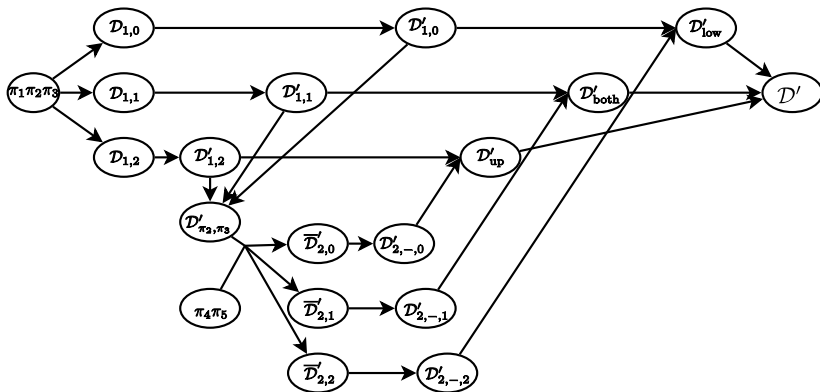 𝒟₁,₀ 𝒟′₁,₀ 𝒟′low
π₁π₂π₃ 𝒟₁,₁ 𝒟′₁,₁ 𝒟′both 𝒟′
𝒟₁,₂ 𝒟′₁,₂ 𝒟′up
𝒟′π₂,π₃
𝒟̅′₂,₀ 𝒟′₂,₋,₀
π₄π₅ 𝒟̅′₂,₁ 𝒟′₂,₋,₁
𝒟̅′₂,₂ 𝒟′₂,₋,₂